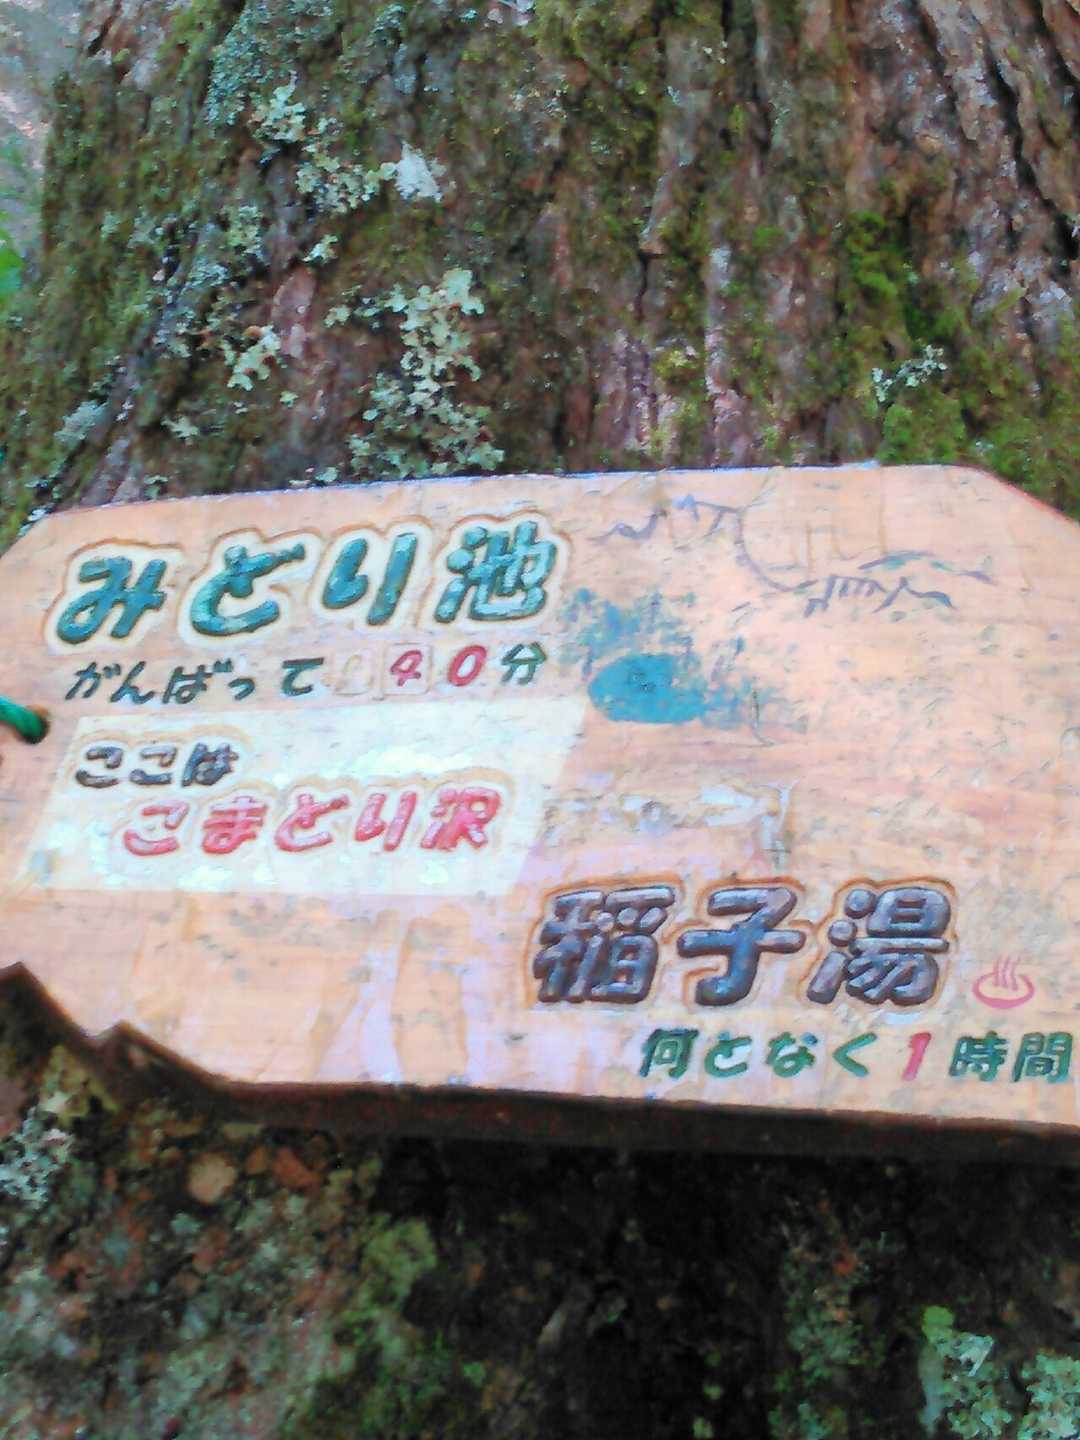 みどり池
がんばって40分
ここは
こまどり沢
稲子湯
何となく1時間